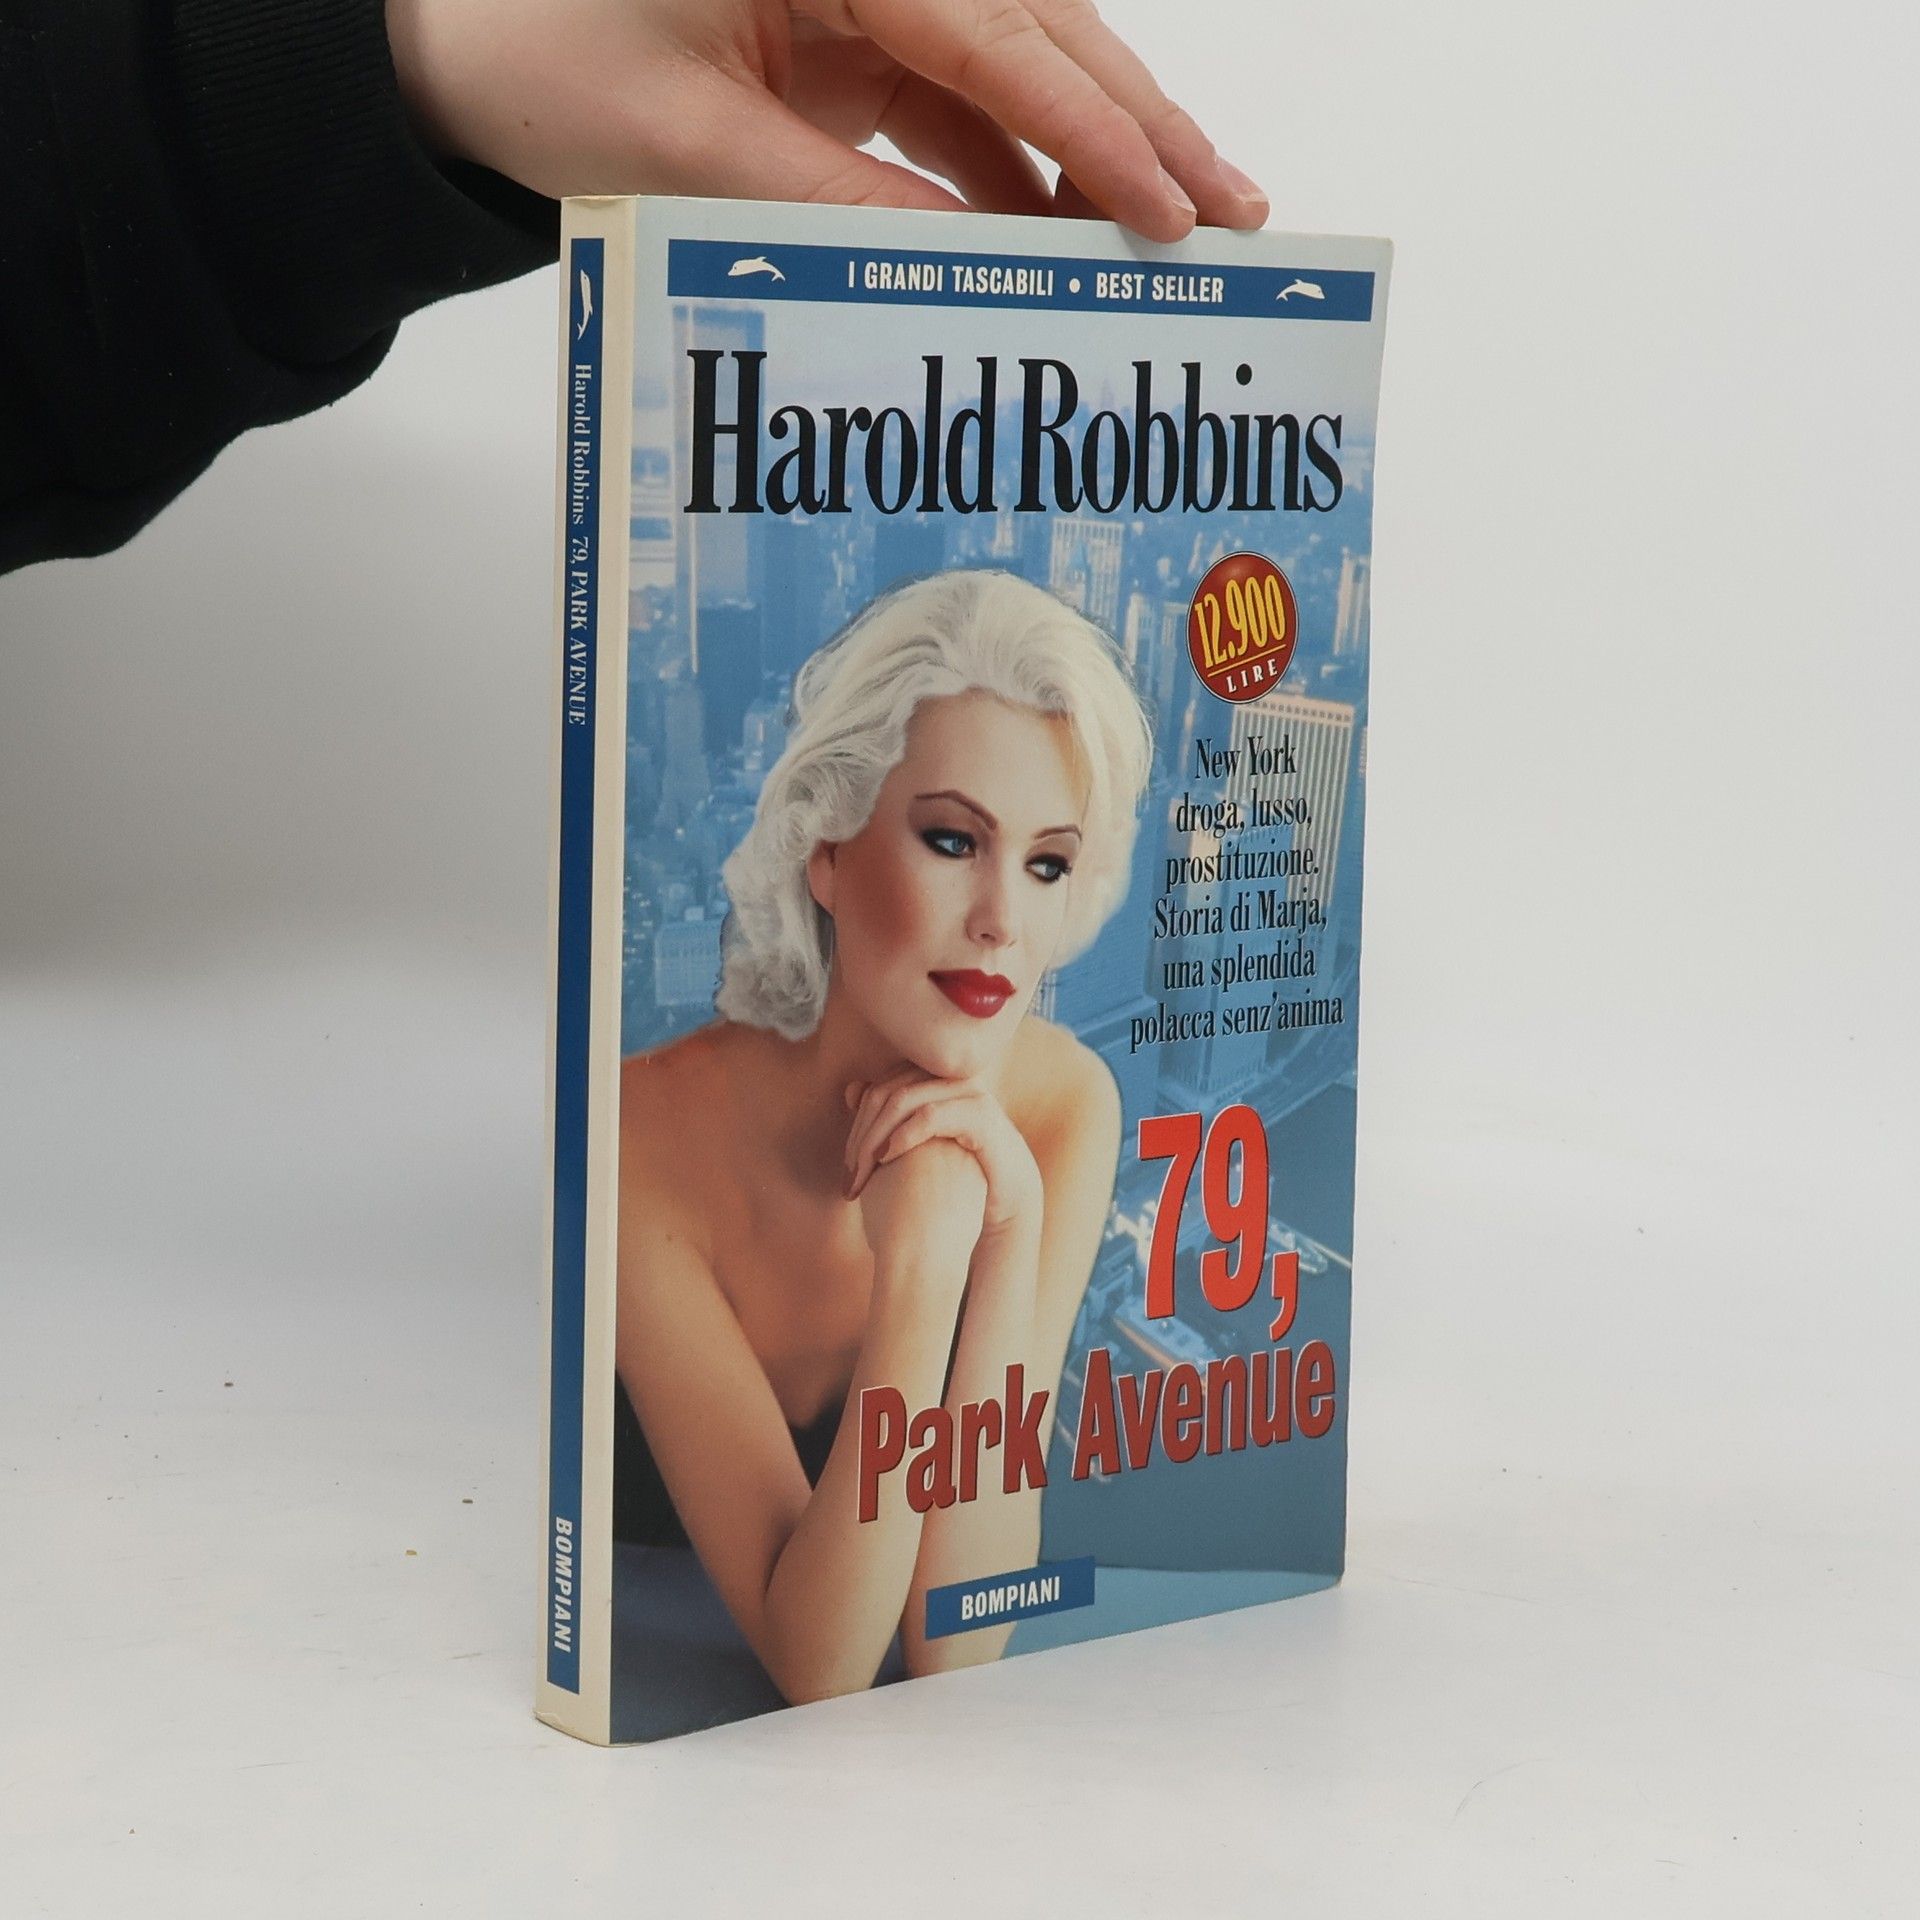 I GRANDI TASCABILI • BEST SELLER
Harold Robbins
12.900
LIRE
New York
droga, lusso,
prostituzione.
Storia di Marja,
una splendida
polacca senz'anima
79,
Park Avenue
BOMPIANI
Harold Robbins 79, PARK AVENUE
BOMPIANI